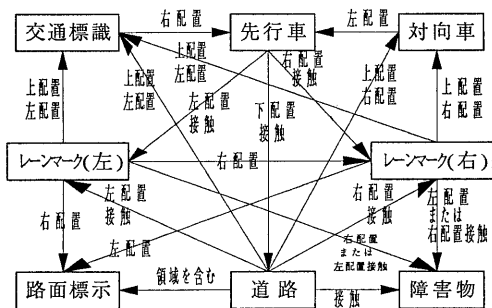 右配置
左配置
交通標識
先行車
対向車
上配置
左配置
上配置
左配置
左配置
接触
右配置
接触
下配置
接触
上配置
右配置
上配置
右配置
レーンマーク(左)
右配置
レーンマーク(右)
右配置
左配置
接触
左配置
右配置
または
左配置接触
右配置
接触
左配置
または
右配置接触
路面標示
領域を含む
道路
接触
障害物